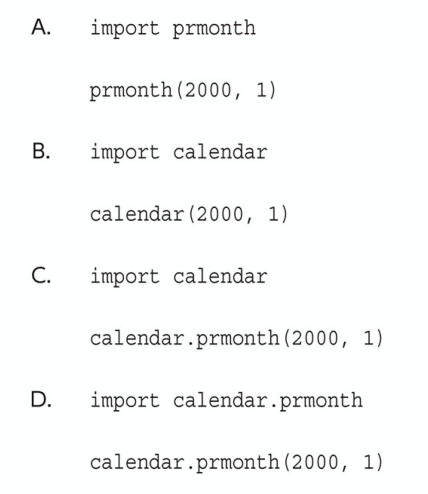 A. import prmonth
prmonth(2000, 1)
B. import calendar
calendar(2000, 1)
C. import calendar
calendar.prmonth(2000, 1)
D. import calendar.prmonth
calendar.prmonth(2000, 1)